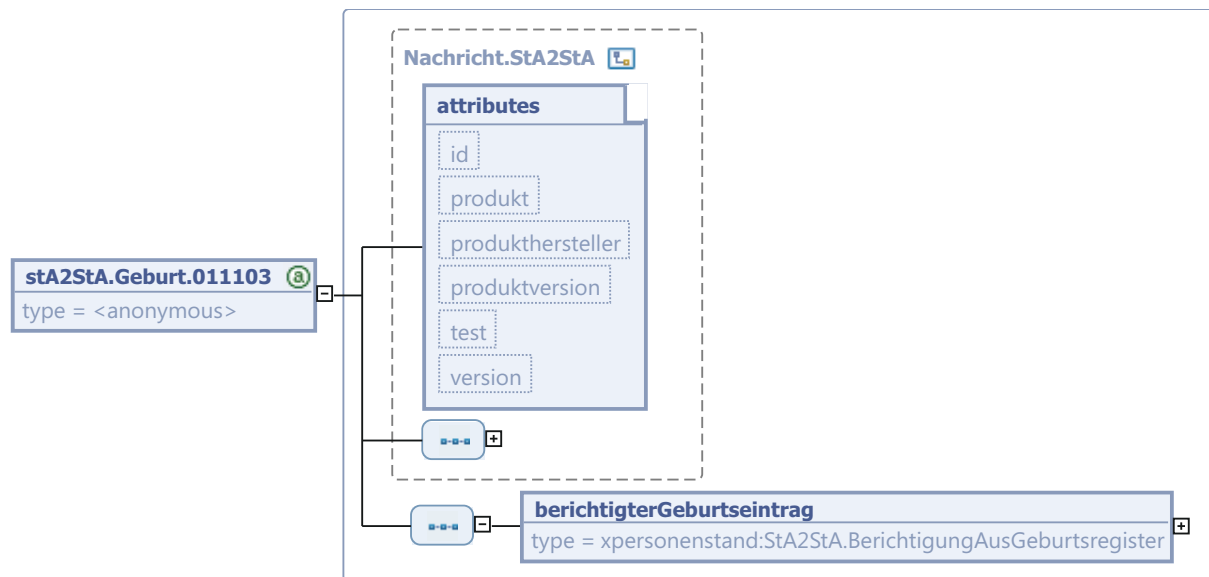 Nachricht.StA2StA
attributes
id
produkt
produkthersteller
produktversion
test
version
stA2StA.Geburt.011103 a
type = <anonymous>
berichtigterGeburtseintrag
type = xpersonenstand:StA2StA.BerichtigungAusGeburtsregister